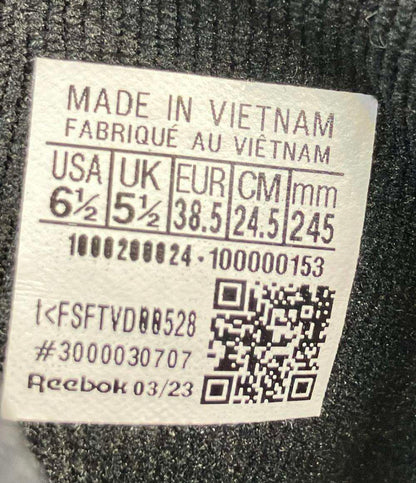 MADE IN VIETNAM
FABRIQUÉ AU VIÊTNAM
USA UK EUR CM mm
6½ 5½ 38.5 24.5 245
1000200024-100000153
I<FSFTVD00528
#3000030707
Reebok 03/23